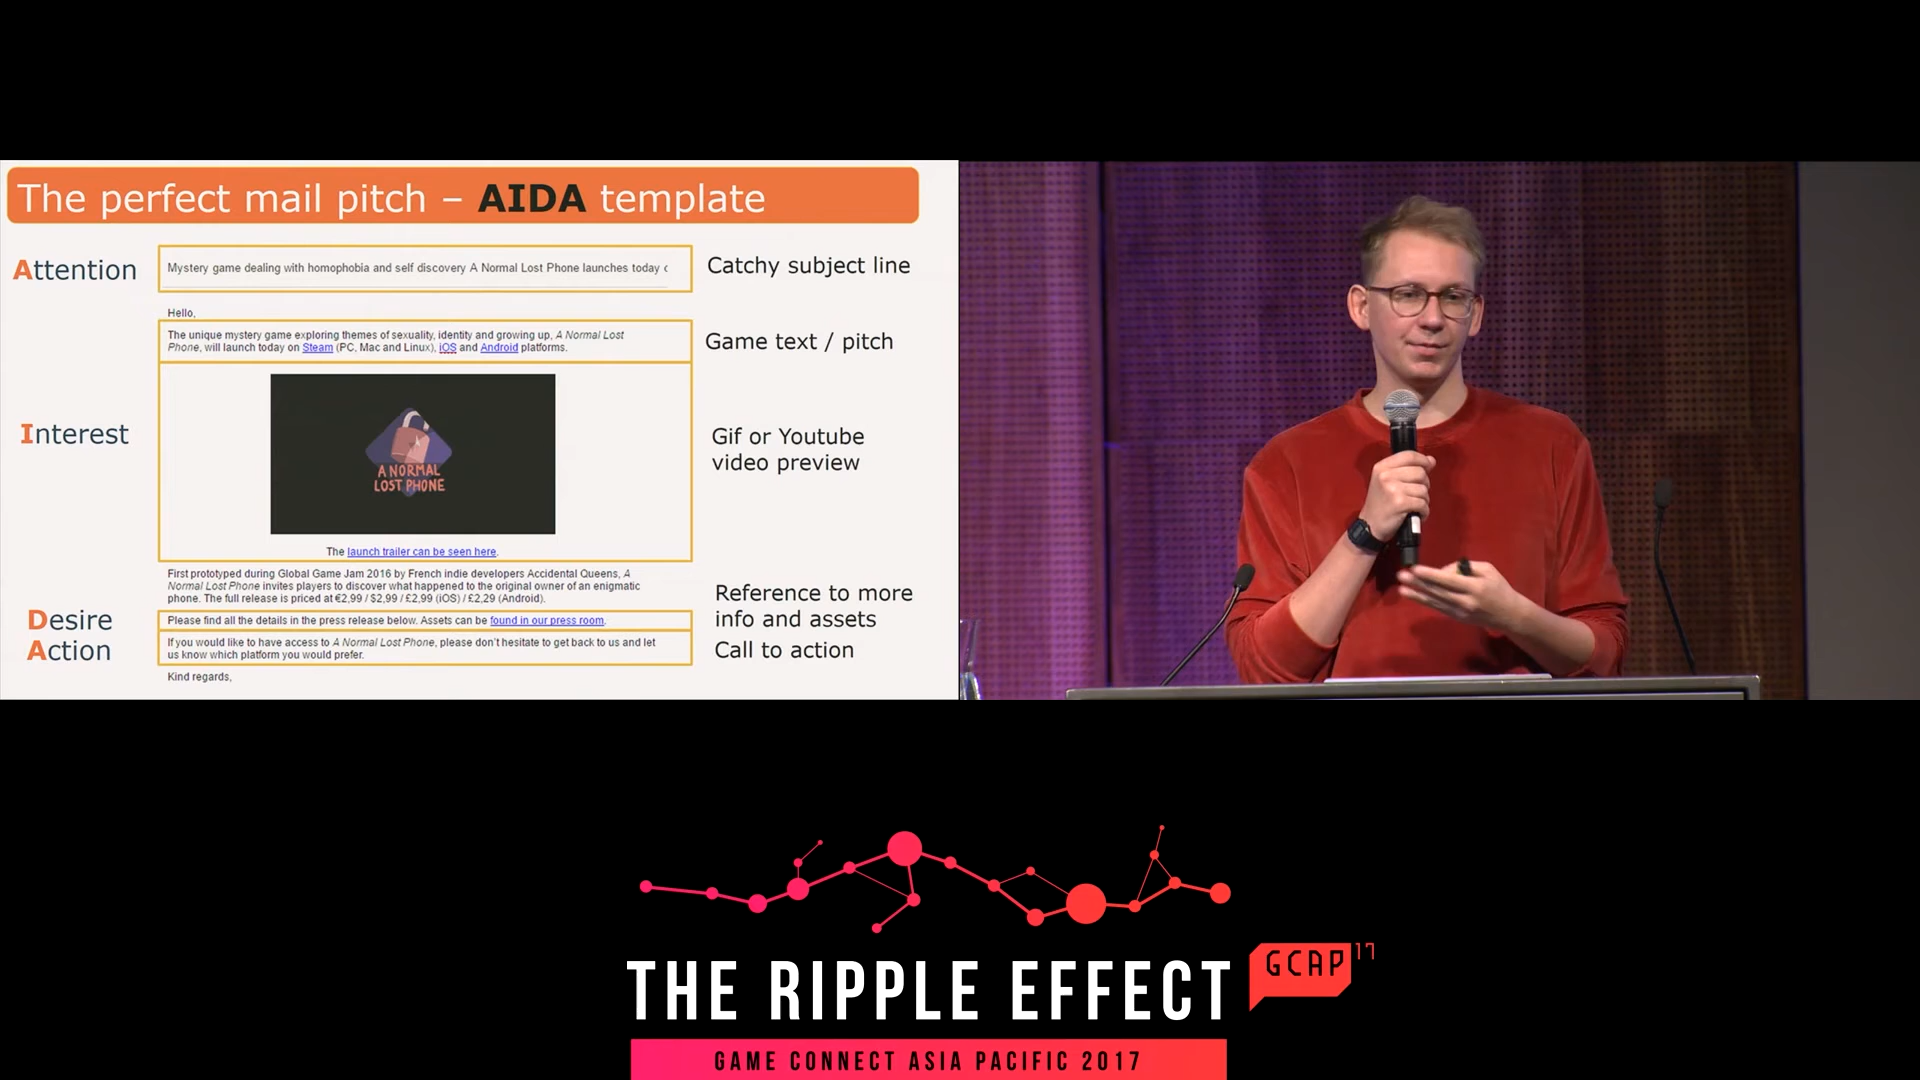 The perfect mail pitch – AIDA template
Attention
Mystery game dealing with homophobia and self discovery A Normal Lost Phone launches today
Catchy subject line
Hello,
The unique mystery game exploring themes of sexuality, identity and growing up, A Normal Lost
Phone, will launch today on Steam (PC, Mac and Linux), iOS and Android platforms.
Game text / pitch
Interest
A NORMAL
LOST PHONE
Gif or Youtube
video preview
The launch trailer can be seen here.
First prototyped during Global Game Jam 2016 by French indie developers Accidental Queens, A
Normal Lost Phone invites players to discover what happened to the original owner of an enigmatic
phone. The full release is priced at €2,99 / $2,99 / £2,99 (iOS) / £2,29 (Android).
Desire
Please find all the details in the press release below. Assets can be found in our press room.
Reference to more
info and assets
Action
If you would like to have access to A Normal Lost Phone, please don't hesitate to get back to us and let
us know which platform you would prefer.
Call to action
Kind regards,
THE RIPPLE EFFECT
GCAP 17
GAME CONNECT ASIA PACIFIC 2017